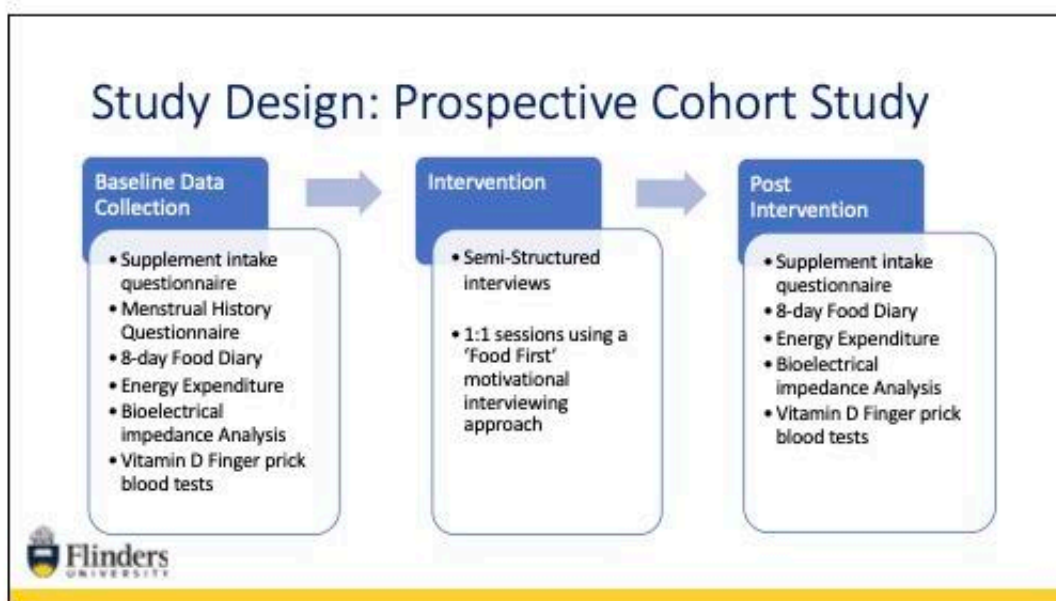 Study Design: Prospective Cohort Study
Baseline Data
Collection
• Supplement intake
questionnaire
• Menstrual History
Questionnaire
• 8-day Food Diary
• Energy Expenditure
• Bioelectrical
impedance Analysis
• Vitamin D Finger prick
blood tests
Intervention
• Semi-Structured
interviews
• 1:1 sessions using a
'Food First'
motivational
interviewing
approach
Post
Intervention
• Supplement intake
questionnaire
• 8-day Food Diary
• Energy Expenditure
• Bioelectrical
impedance Analysis
• Vitamin D Finger prick
blood tests
Flinders
UNIVERSITY